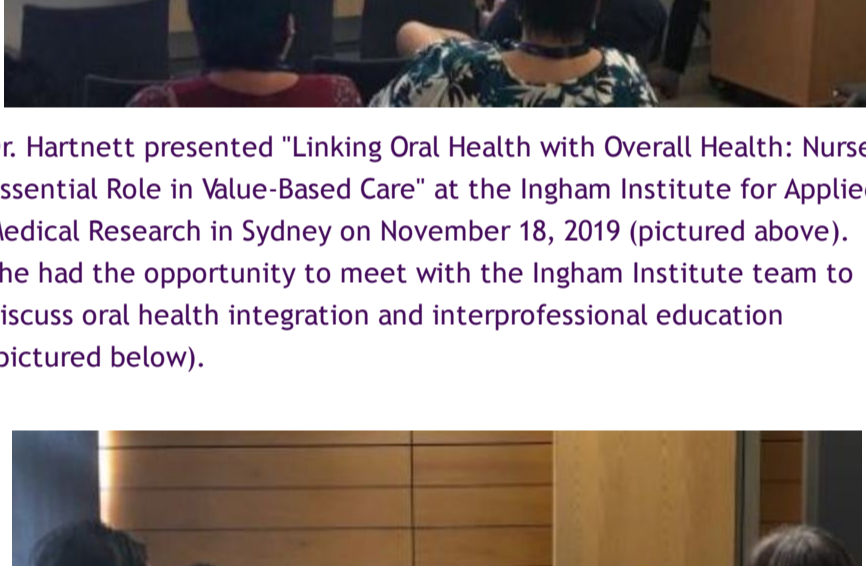 r. Hartnett presented "Linking Oral Health with Overall Health: Nurse
ssential Role in Value-Based Care" at the Ingham Institute for Applie
edical Research in Sydney on November 18, 2019 (pictured above).
he had the opportunity to meet with the Ingham Institute team to
iscuss oral health integration and interprofessional education
pictured below).